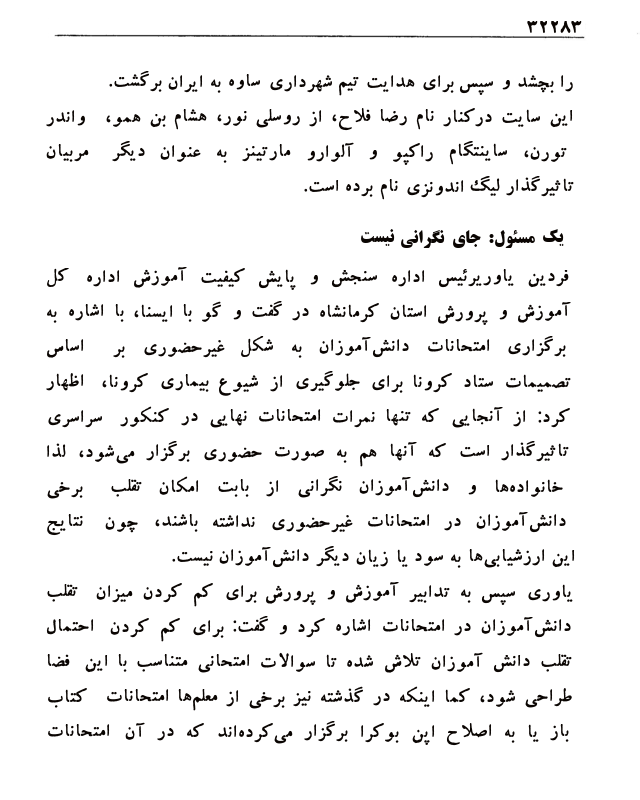 ۳۲۲۸۳
را بچشد و سپس برای هدایت تیم شهرداری ساوه به ایران برگشت.
این سایت درکنار نام رضا فلاح، از روسلی نور، هشام بن همو، واندر
تورن، ساینتگام راکپو و آلوارو مارتینز به عنوان دیگر مربیان
تاثیرگذار لیگ اندونزی نام برده است.
یک مسئول: جای نگرانی نیست
فردین یاوریرئیس اداره سنجش و پایش کیفیت آموزش اداره کل
آموزش و پرورش استان کرمانشاه در گفت و گو با ایسنا، با اشاره به
برگزاری امتحانات دانش‌آموزان به شکل غیرحضوری بر اساس
تصمیمات ستاد کرونا برای جلوگیری از شیوع بیماری کرونا، اظهار
کرد: از آنجایی که تنها نمرات امتحانات نهایی در کنکور سراسری
تاثیرگذار است که آنها هم به صورت حضوری برگزار می‌شود، لذا
خانواده‌ها و دانش‌آموزان نگرانی از بابت امکان تقلب برخی
دانش‌آموزان در امتحانات غیرحضوری نداشته باشند، چون نتایج
این ارزشیابی‌ها به سود یا زیان دیگر دانش‌آموزان نیست.
یاوری سپس به تدابیر آموزش و پرورش برای کم کردن میزان تقلب
دانش‌آموزان در امتحانات اشاره کرد و گفت: برای کم کردن احتمال
تقلب دانش آموزان تلاش شده تا سوالات امتحانی متناسب با این فضا
طراحی شود، کما اینکه در گذشته نیز برخی از معلم‌ها امتحانات کتاب
باز یا به اصلاح اپن بوکرا برگزار می‌کرده‌اند که در آن امتحانات